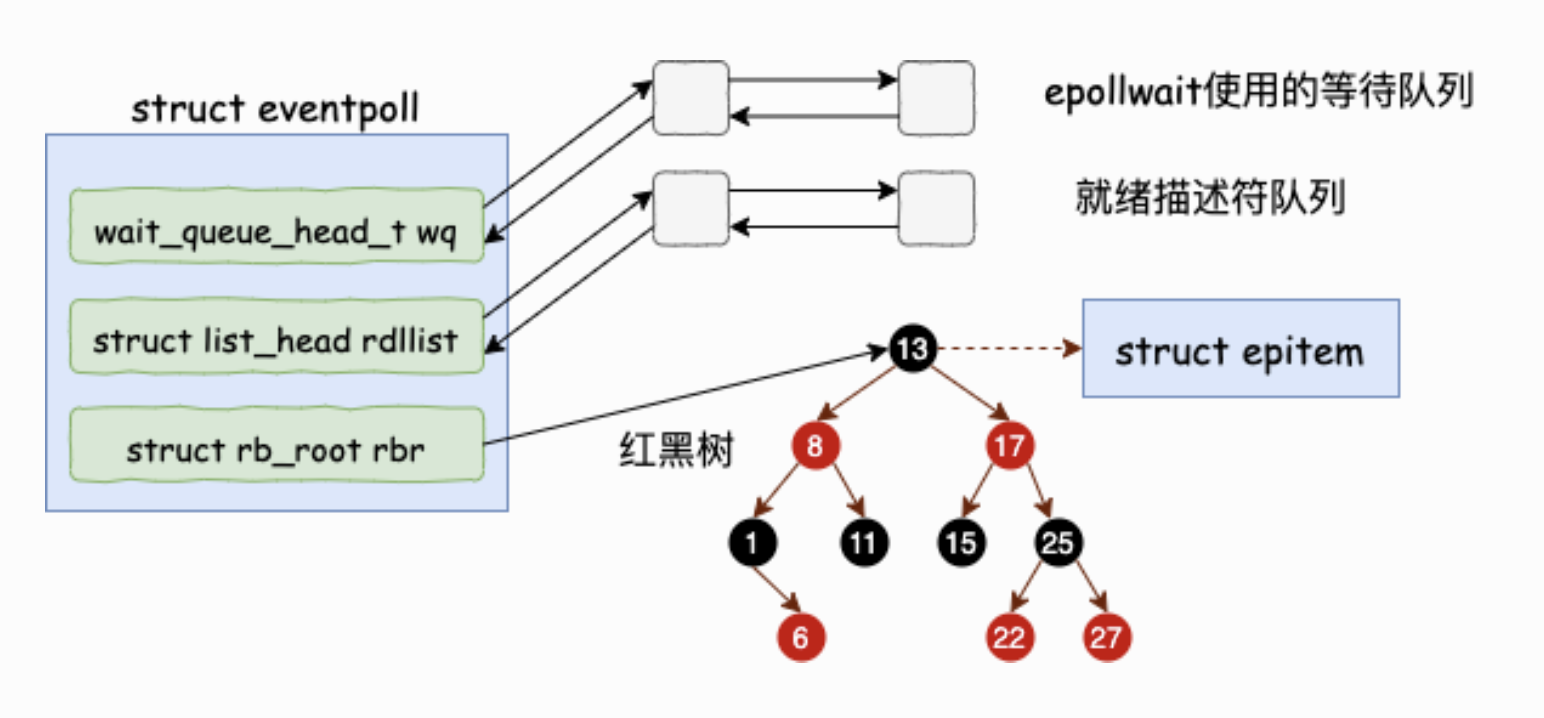 struct eventpoll
epollwait使用的等待队列
wait_queue_head_t wq
就绪描述符队列
struct list_head rdllist
struct epitem
struct rb_root rbr
红黑树
13
8
17
1
11
15
25
6
22
27